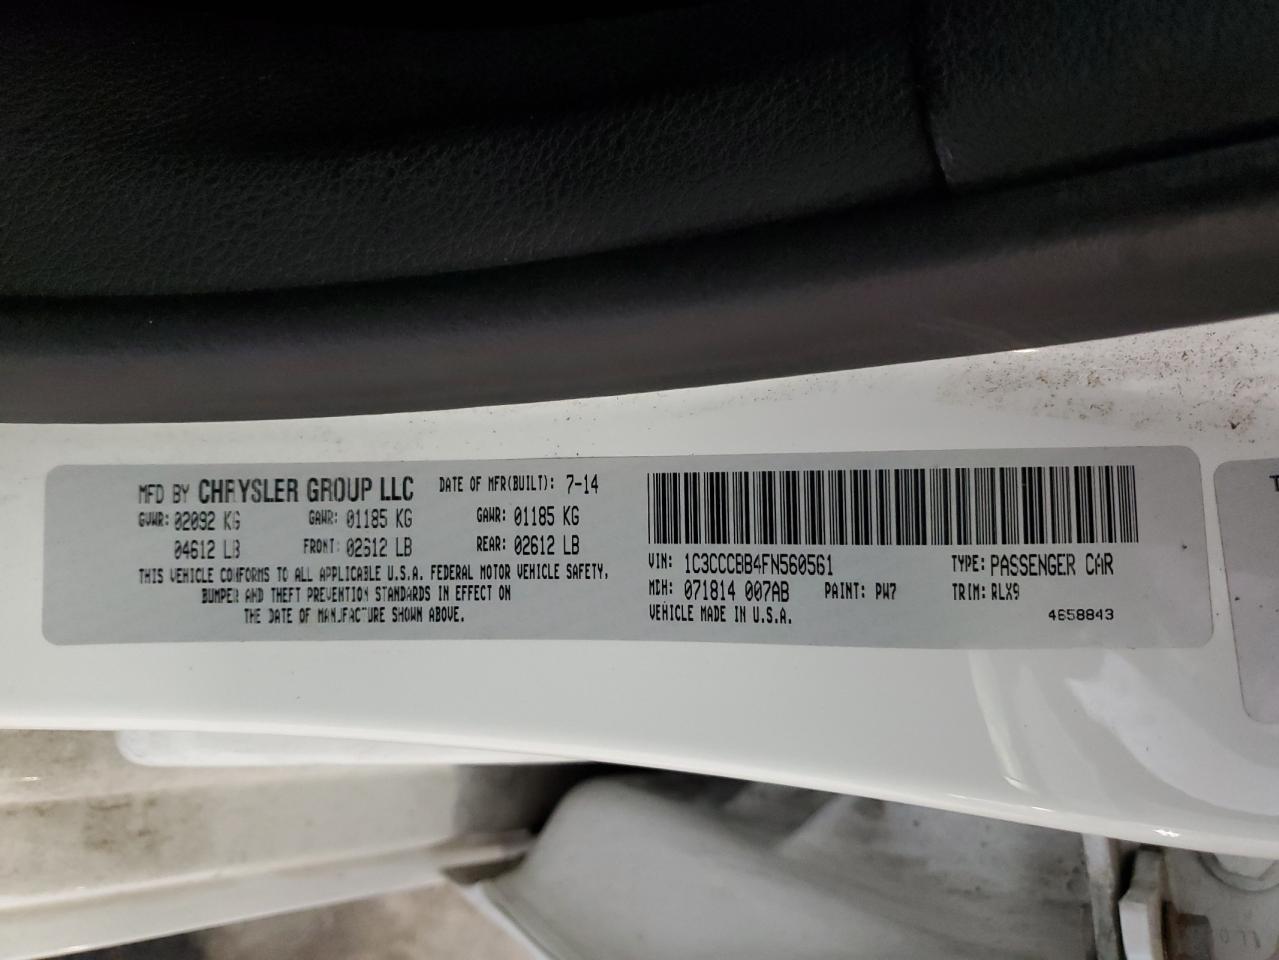 MFD BY CHRYSLER GROUP LLC DATE OF MFR(BUILT): 7-14
GVWR: 02092 KG GAWR: 01185 KG GAWR: 01185 KG
04612 LB FRONT: 02612 LB REAR: 02612 LB
THIS VEHICLE CONFORMS TO ALL APPLICABLE U.S.A. FEDERAL MOTOR VEHICLE SAFETY,
BUMPER AND THEFT PREVENTION STANDARDS IN EFFECT ON
THE DATE OF MANUFACTURE SHOWN ABOVE.
VIN: 1C3CCCBB4FN560561 TYPE: PASSENGER CAR
MDH: 071814 007AB PAINT: PW7 TRIM: RLX9
VEHICLE MADE IN U.S.A. 4658843